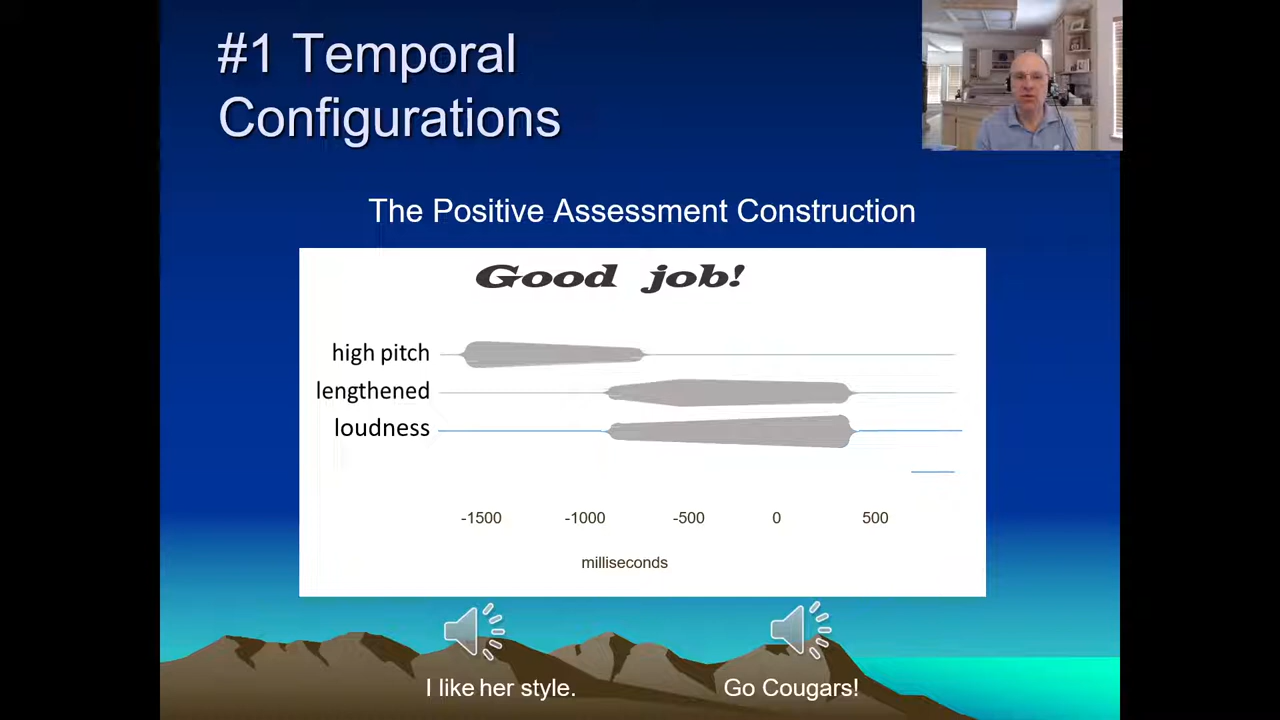 #1 Temporal
Configurations
The Positive Assessment Construction
Good job!
high pitch
lengthened
loudness
-1500 -1000 -500 0 500
milliseconds
I like her style. Go Cougars!